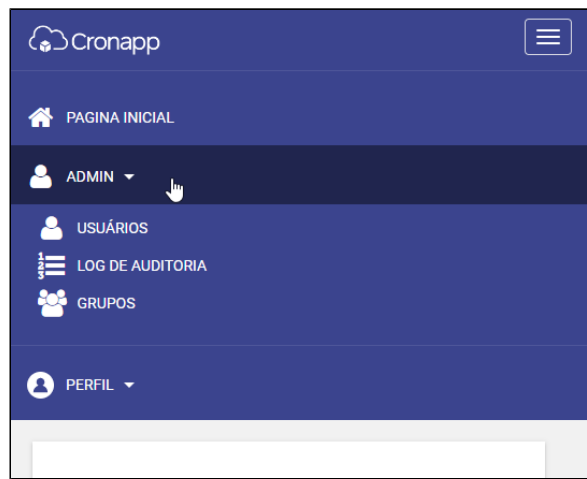 Cronapp
PAGINA INICIAL
ADMIN
USUÁRIOS
LOG DE AUDITORIA
GRUPOS
PERFIL